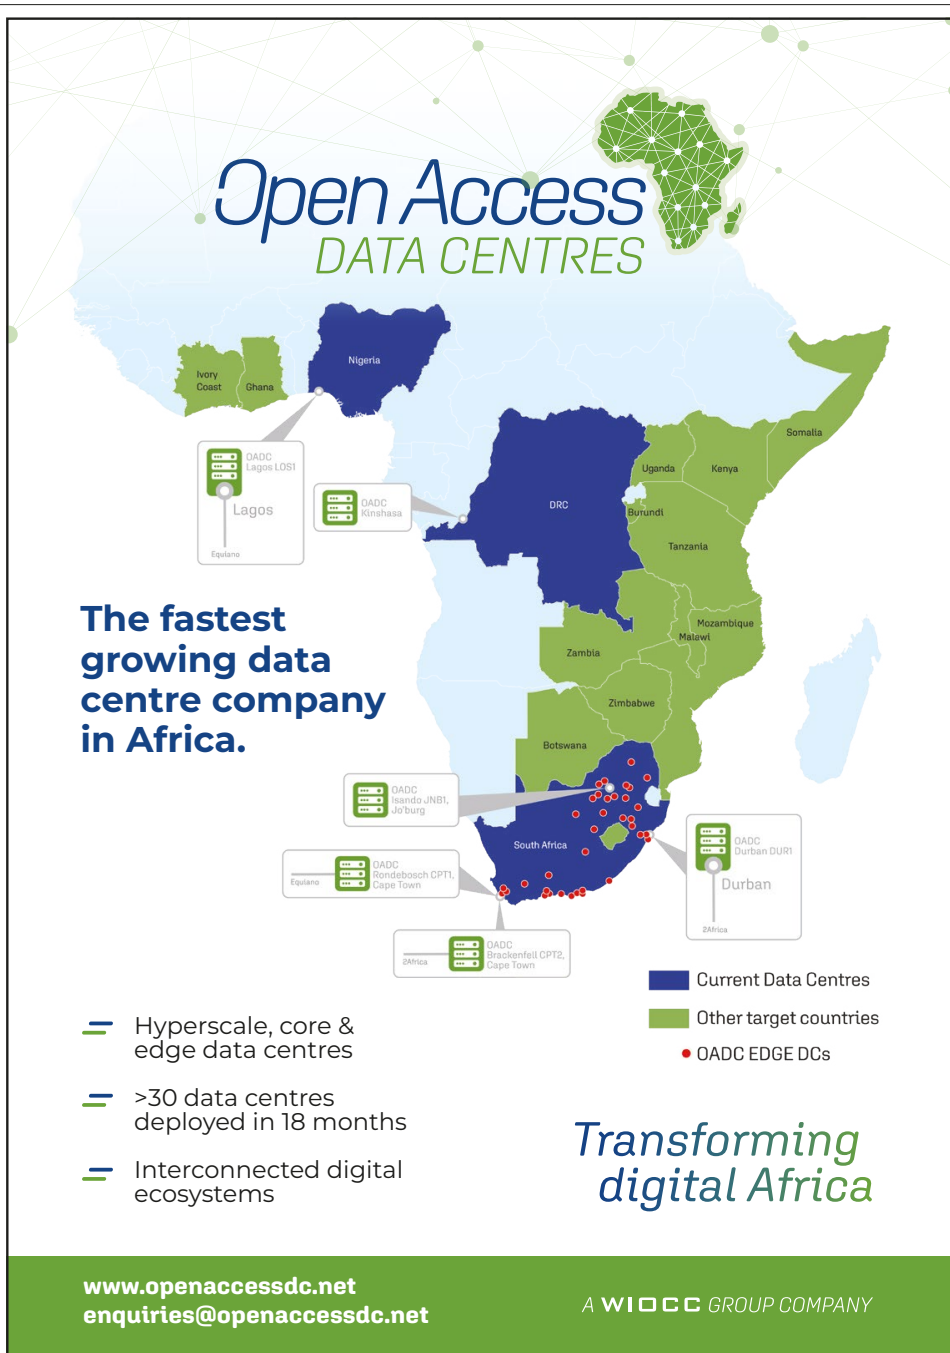 Open Access
DATA CENTRES
Nigeria
Ivory
Coast
Ghana
Somalia
Uganda
Kenya
OADC
Lagos LOS1
Lagos
Equiano
OADC
Kinshasa
DRC
Burundi
Tanzania
The fastest
growing data
centre company
in Africa.
Mozambique
Malawi
Zambia
Zimbabwe
Botswana
OADC
Isando JNB1,
Jo'burg
South Africa
OADC
Durban DUR1
Durban
2Africa
Equiano
OADC
Rondebosch CPT1,
Cape Town
2Africa
OADC
Brackenfell CPT2,
Cape Town
Current Data Centres
Other target countries
OADC EDGE DCs
Hyperscale, core &
edge data centres
>30 data centres
deployed in 18 months
Interconnected digital
ecosystems
Transforming
digital Africa
www.openaccessdc.net
enquiries@openaccessdc.net
A WIOCC GROUP COMPANY